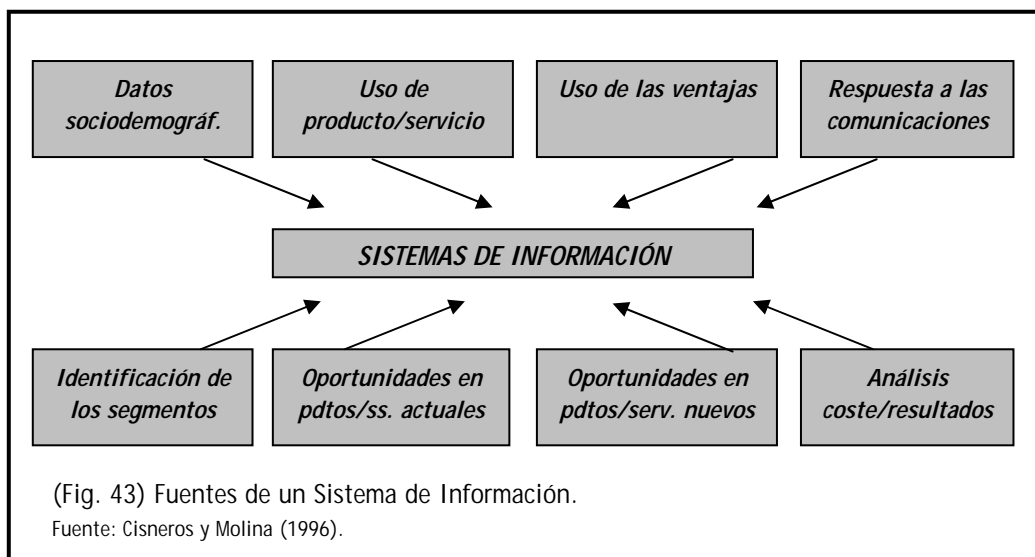 Datos
sociodemográf.
Uso de
producto/servicio
Uso de las ventajas
Respuesta a las
comunicaciones
SISTEMAS DE INFORMACIÓN
Identificación de
los segmentos
Oportunidades en
pdtos/ss. actuales
Oportunidades en
pdtos/serv. nuevos
Análisis
coste/resultados
(Fig. 43) Fuentes de un Sistema de Información.
Fuente: Cisneros y Molina (1996).